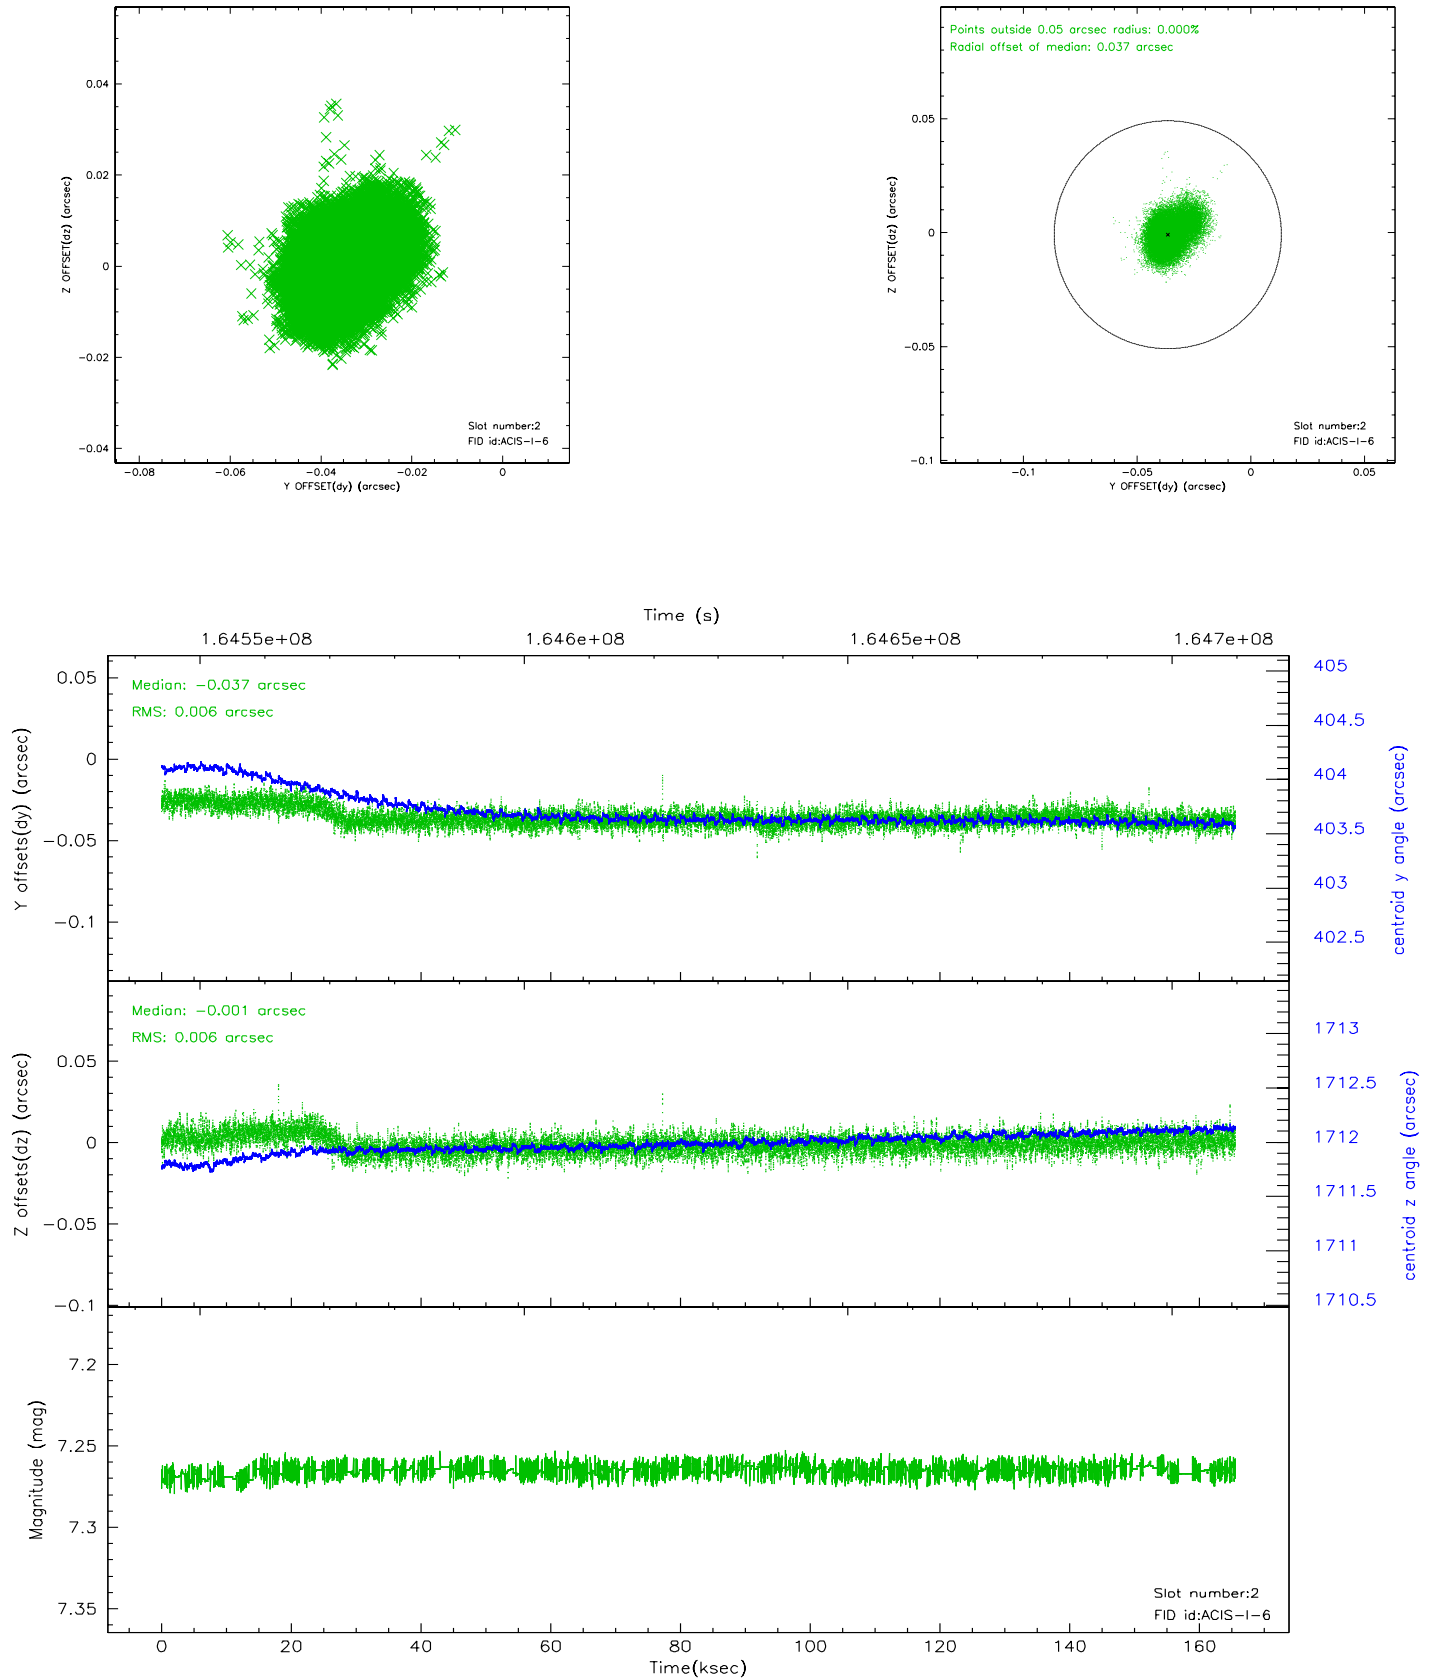 0.04
0.02
0
−0.02
−0.04
Z OFFSET(dz) (arcsec)
Slot number:2
FID id:ACIS−I−6
−0.08 −0.06 −0.04 −0.02 0
Y OFFSET(dy) (arcsec)
Points outside 0.05 arcsec radius: 0.000%
Radial offset of median: 0.037 arcsec
0.05
0
−0.05
−0.1
Z OFFSET(dz) (arcsec)
Slot number:2
FID id:ACIS−I−6
−0.1 −0.05 0 0.05
Y OFFSET(dy) (arcsec)
Time (s)
1.6455e+08 1.646e+08 1.6465e+08 1.647e+08
Median: −0.037 arcsec
RMS: 0.006 arcsec
0.05
0
−0.05
−0.1
Y offsets(dy) (arcsec)
405
404.5
404
403.5
403
402.5
centroid y angle (arcsec)
Median: −0.001 arcsec
RMS: 0.006 arcsec
0.05
0
−0.05
−0.1
Z offsets(dz) (arcsec)
1713
1712.5
1712
1711.5
1711
1710.5
centroid z angle (arcsec)
7.2
7.25
7.3
7.35
Magnitude (mag)
Slot number:2
FID id:ACIS−I−6
0 20 40 60 80 100 120 140 160
Time(ksec)